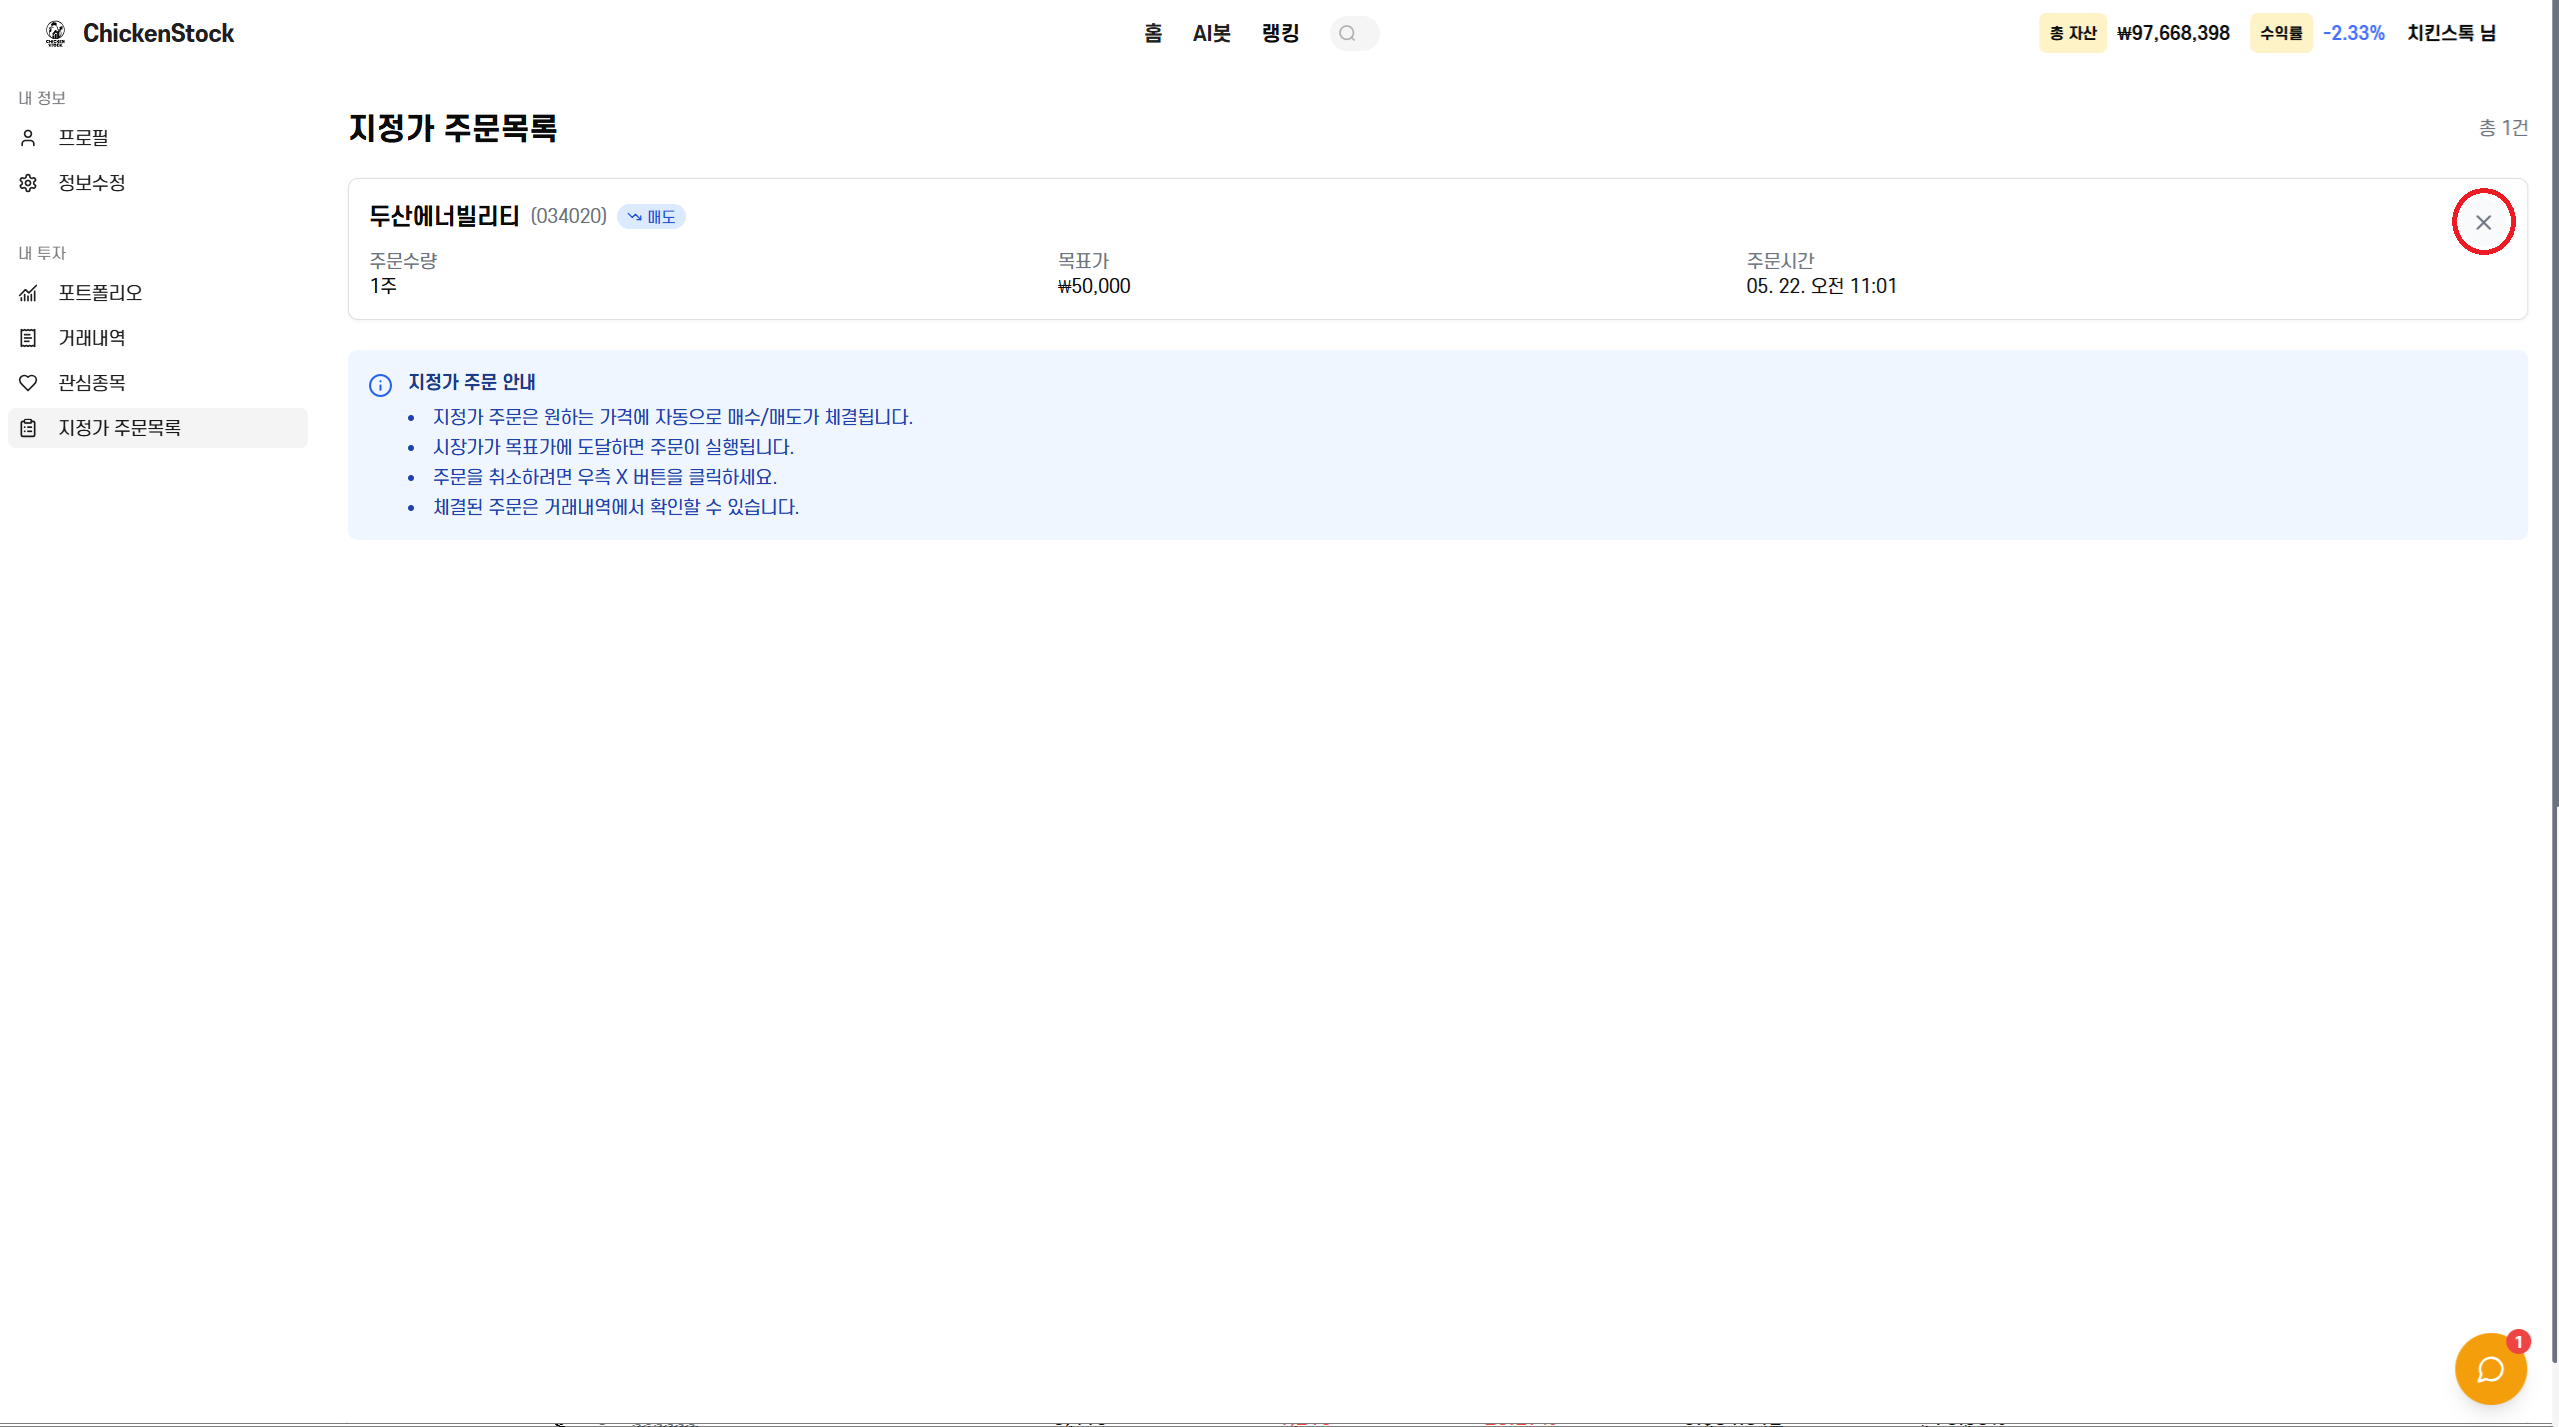 ChickenStock
홈 AI봇 랭킹
총 자산 ₩97,668,398 수익률 -2.33% 치킨스톡 님
내 정보
프로필
정보수정
내 투자
포트폴리오
거래내역
관심종목
지정가 주문목록
지정가 주문목록
총 1건
두산에너빌리티 (034020) 매도
주문수량
1주
목표가
₩50,000
주문시간
05. 22. 오전 11:01
지정가 주문 안내
• 지정가 주문은 원하는 가격에 자동으로 매수/매도가 체결됩니다.
• 시장가가 목표가에 도달하면 주문이 실행됩니다.
• 주문을 취소하려면 우측 X 버튼을 클릭하세요.
• 체결된 주문은 거래내역에서 확인할 수 있습니다.
1